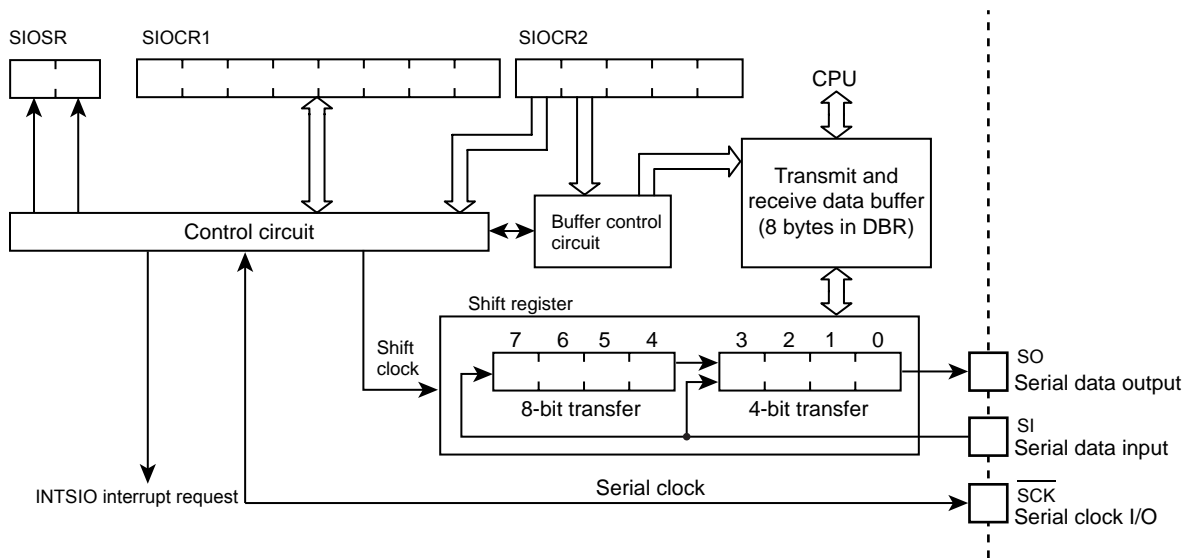 SIOSR
SIOCR1
SIOCR2
CPU
Transmit and
receive data buffer
(8 bytes in DBR)
Control circuit
Buffer control
circuit
Shift register
Shift
clock
7 6 5 4 3 2 1 0
8-bit transfer
4-bit transfer
SO
Serial data output
SI
Serial data input
INTSIO interrupt request
Serial clock
SCK
Serial clock I/O